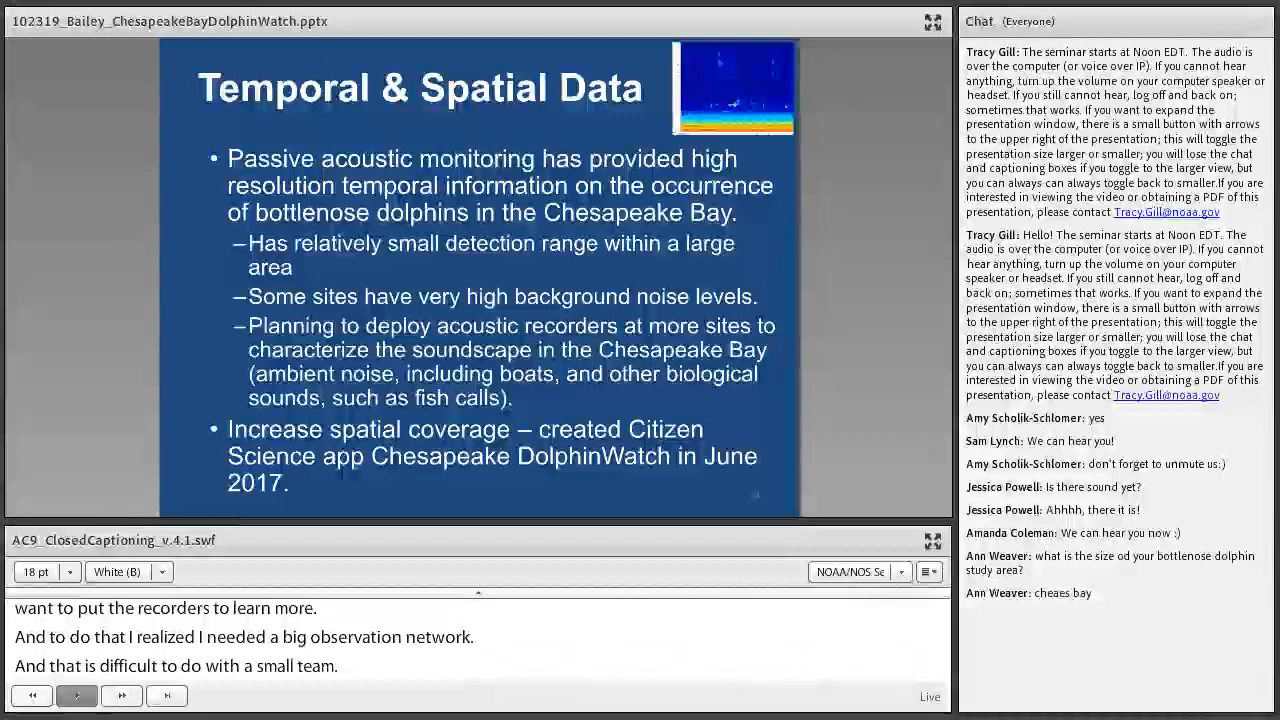 102319_Bailey_ChesapeakeBayDolphinWatch.pptx
Temporal & Spatial Data
• Passive acoustic monitoring has provided high
resolution temporal information on the occurrence
of bottlenose dolphins in the Chesapeake Bay.
–Has relatively small detection range within a large
area
–Some sites have very high background noise levels.
–Planning to deploy acoustic recorders at more sites to
characterize the soundscape in the Chesapeake Bay
(ambient noise, including boats, and other biological
sounds, such as fish calls).
• Increase spatial coverage – created Citizen
Science app Chesapeake DolphinWatch in June
2017.
AC9_ClosedCaptioning_v.4.1.swf
18 pt
White (B)
NOAA/NOS Se
want to put the recorders to learn more.
And to do that I realized I needed a big observation network.
And that is difficult to do with a small team.
Live
Chat (Everyone)
Tracy Gill: The seminar starts at Noon EDT. The audio is
over the computer (or voice over IP). If you cannot hear
anything, turn up the volume on your computer speaker or
headset. If you still cannot hear, log off and back on;
sometimes that works. If you want to expand the
presentation window, there is a small button with arrows
to the upper right of the presentation; this will toggle the
presentation size larger or smaller; you will lose the chat
and captioning boxes if you toggle to the larger view, but
you can always can always toggle back to smaller.If you are
interested in viewing the video or obtaining a PDF of this
presentation, please contact Tracy.Gill@noaa.gov
Tracy Gill: Hello! The seminar starts at Noon EDT. The
audio is over the computer (or voice over IP). If you cannot
hear anything, turn up the volume on your computer
speaker or headset. If you still cannot hear, log off and
back on; sometimes that works. If you want to expand the
presentation window, there is a small button with arrows
to the upper right of the presentation; this will toggle the
presentation size larger or smaller; you will lose the chat
and captioning boxes if you toggle to the larger view, but
you can always can always toggle back to smaller.If you are
interested in viewing the video or obtaining a PDF of this
presentation, please contact Tracy.Gill@noaa.gov
Amy Scholik-Schlomer: yes
Sam Lynch: We can hear you!
Amy Scholik-Schlomer: don't forget to unmute us:)
Jessica Powell: Is there sound yet?
Jessica Powell: Ahhhh, there it is!
Amanda Coleman: We can hear you now :)
Ann Weaver: what is the size od your bottlenose dolphin
study area?
Ann Weaver: cheaes bay